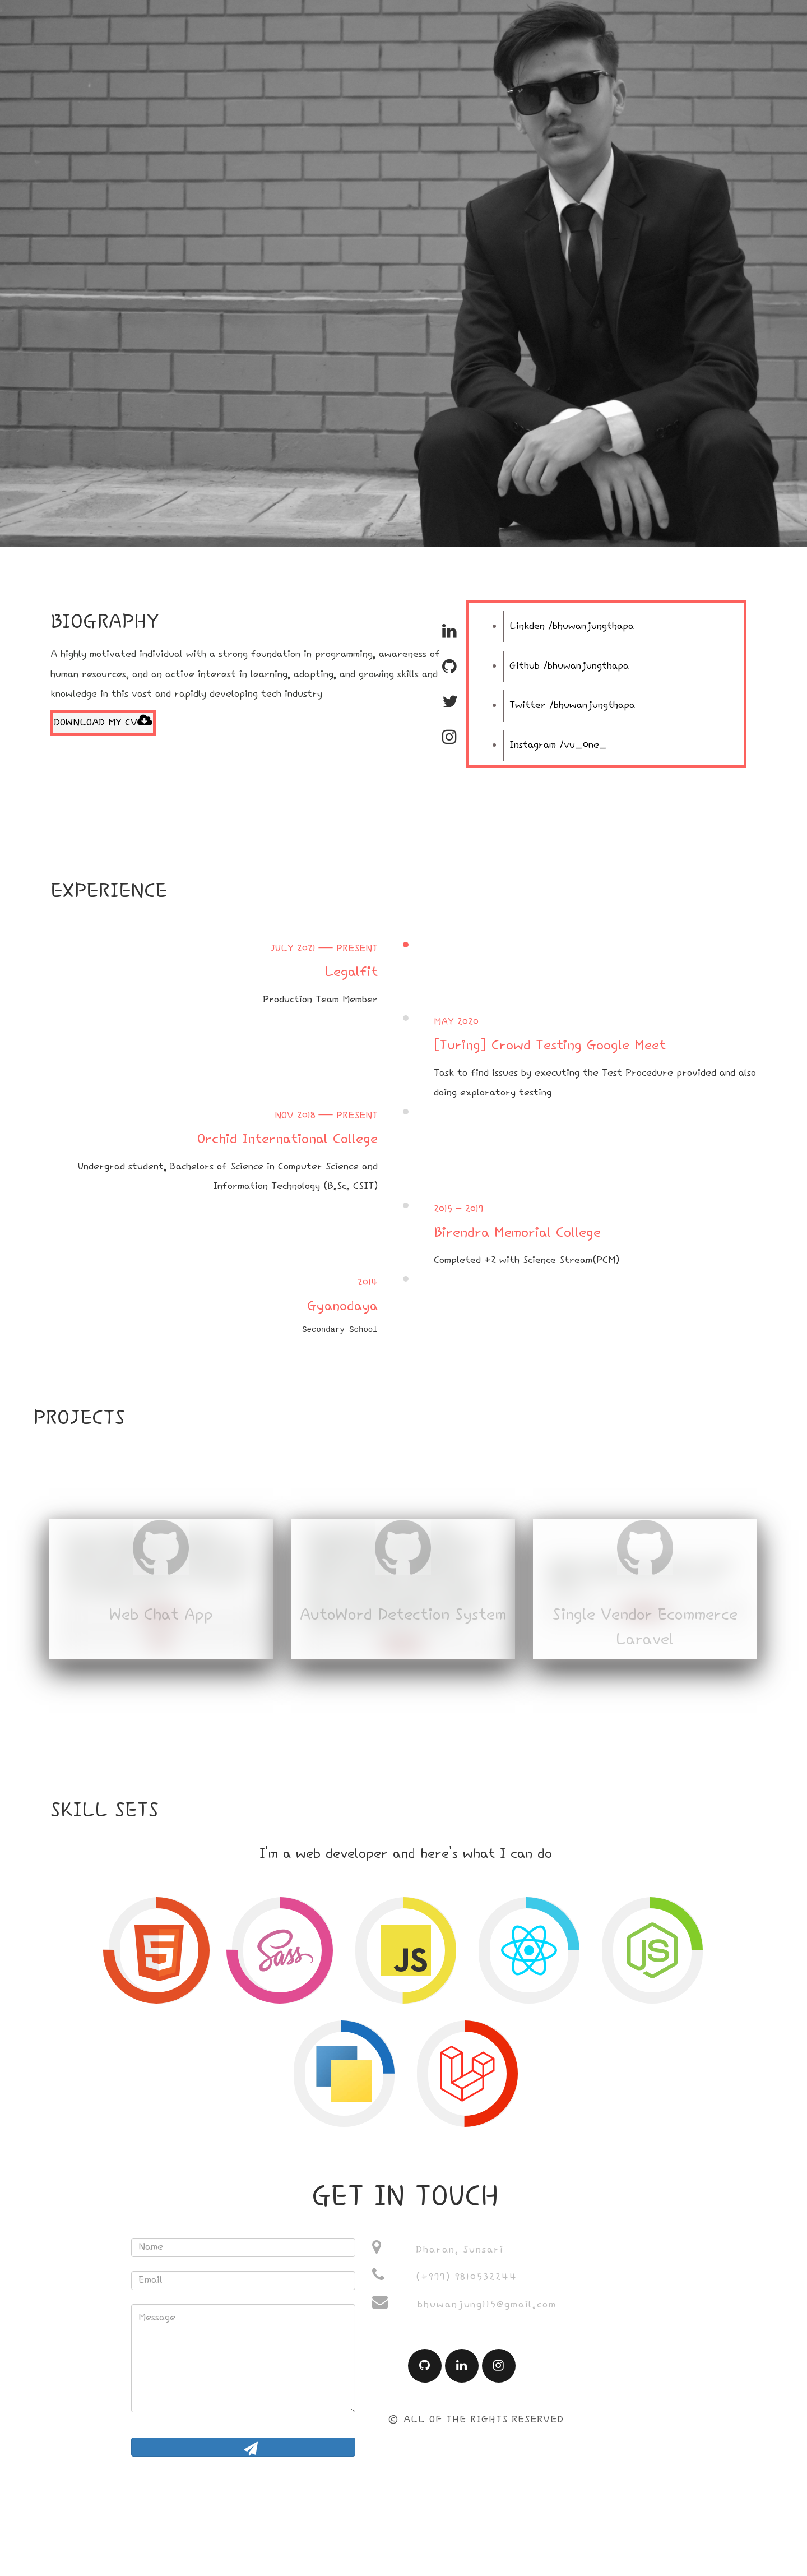 BIOGRAPHY
A highly motivated individual with a strong foundation in programming, awareness of
human resources, and an active interest in learning, adapting, and growing skills and
knowledge in this vast and rapidly developing tech industry
DOWNLOAD MY CV
Linkden /bhuwanjungthapa
Github /bhuwanjungthapa
Twitter /bhuwanjungthapa
Instagram /vu_one_
EXPERIENCE
JULY 2021 — PRESENT
Legalfit
Production Team Member
MAY 2020
[Turing] Crowd Testing Google Meet
Task to find issues by executing the Test Procedure provided and also
doing exploratory testing
NOV 2018 — PRESENT
Orchid International College
Undergrad student, Bachelors of Science in Computer Science and
Information Technology (B.Sc. CSIT)
2015 - 2017
Birendra Memorial College
Completed +2 with Science Stream(PCM)
2014
Gyanodaya
Secondary School
PROJECTS
Web Chat App
AutoWord Detection System
Single Vendor Ecommerce
Laravel
SKILL SETS
I'm a web developer and here's what I can do
5
Sass
JS
JS
GET IN TOUCH
Name
Email
Message
Dharan, Sunsari
(+977) 9810532244
bhuwanjung115@gmail.com
© ALL OF THE RIGHTS RESERVED